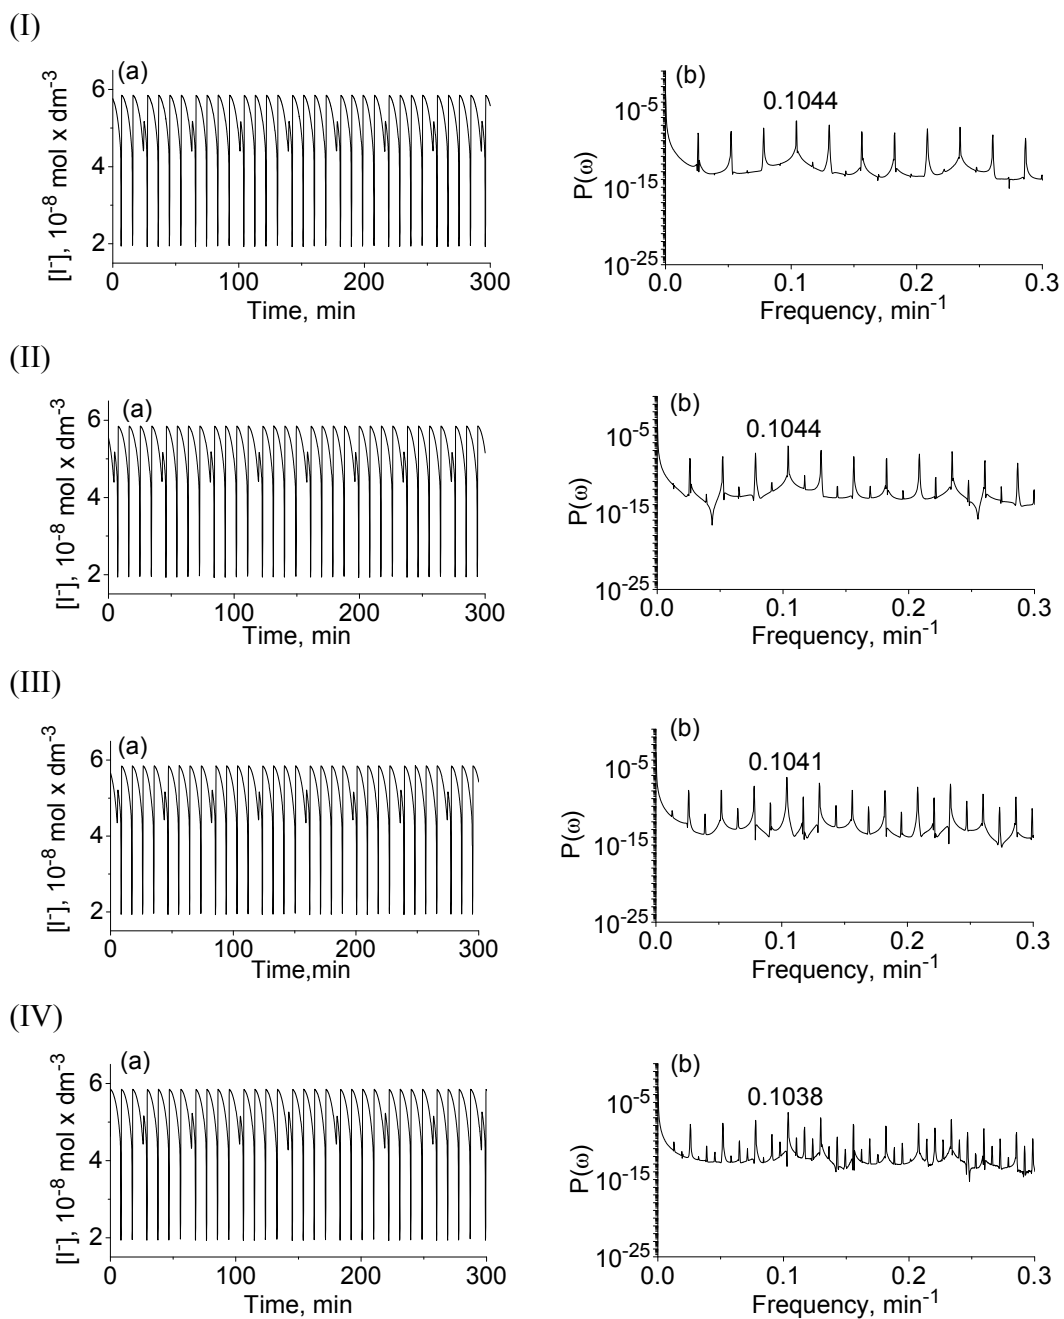 (I)
(a)
6
4
2
[I⁻], 10⁻⁸ mol x dm⁻³
0 100 200 300
Time, min
(b)
0.1044
10⁻⁵
10⁻¹⁵
10⁻²⁵
P(ω)
0.0 0.1 0.2 0.3
Frequency, min⁻¹
(II)
(a)
6
4
2
[I⁻], 10⁻⁸ mol x dm⁻³
0 100 200 300
Time, min
(b)
0.1044
10⁻⁵
10⁻¹⁵
10⁻²⁵
P(ω)
0.0 0.1 0.2 0.3
Frequency, min⁻¹
(III)
(a)
6
4
2
[I⁻], 10⁻⁸ mol x dm⁻³
0 100 200 300
Time,min
(b)
0.1041
10⁻⁵
10⁻¹⁵
10⁻²⁵
P(ω)
0.0 0.1 0.2 0.3
Frequency, min⁻¹
(IV)
(a)
6
4
2
[I⁻], 10⁻⁸ mol x dm⁻³
0 100 200 300
Time, min
(b)
0.1038
10⁻⁵
10⁻¹⁵
10⁻²⁵
P(ω)
0.0 0.1 0.2 0.3
Frequency, min⁻¹